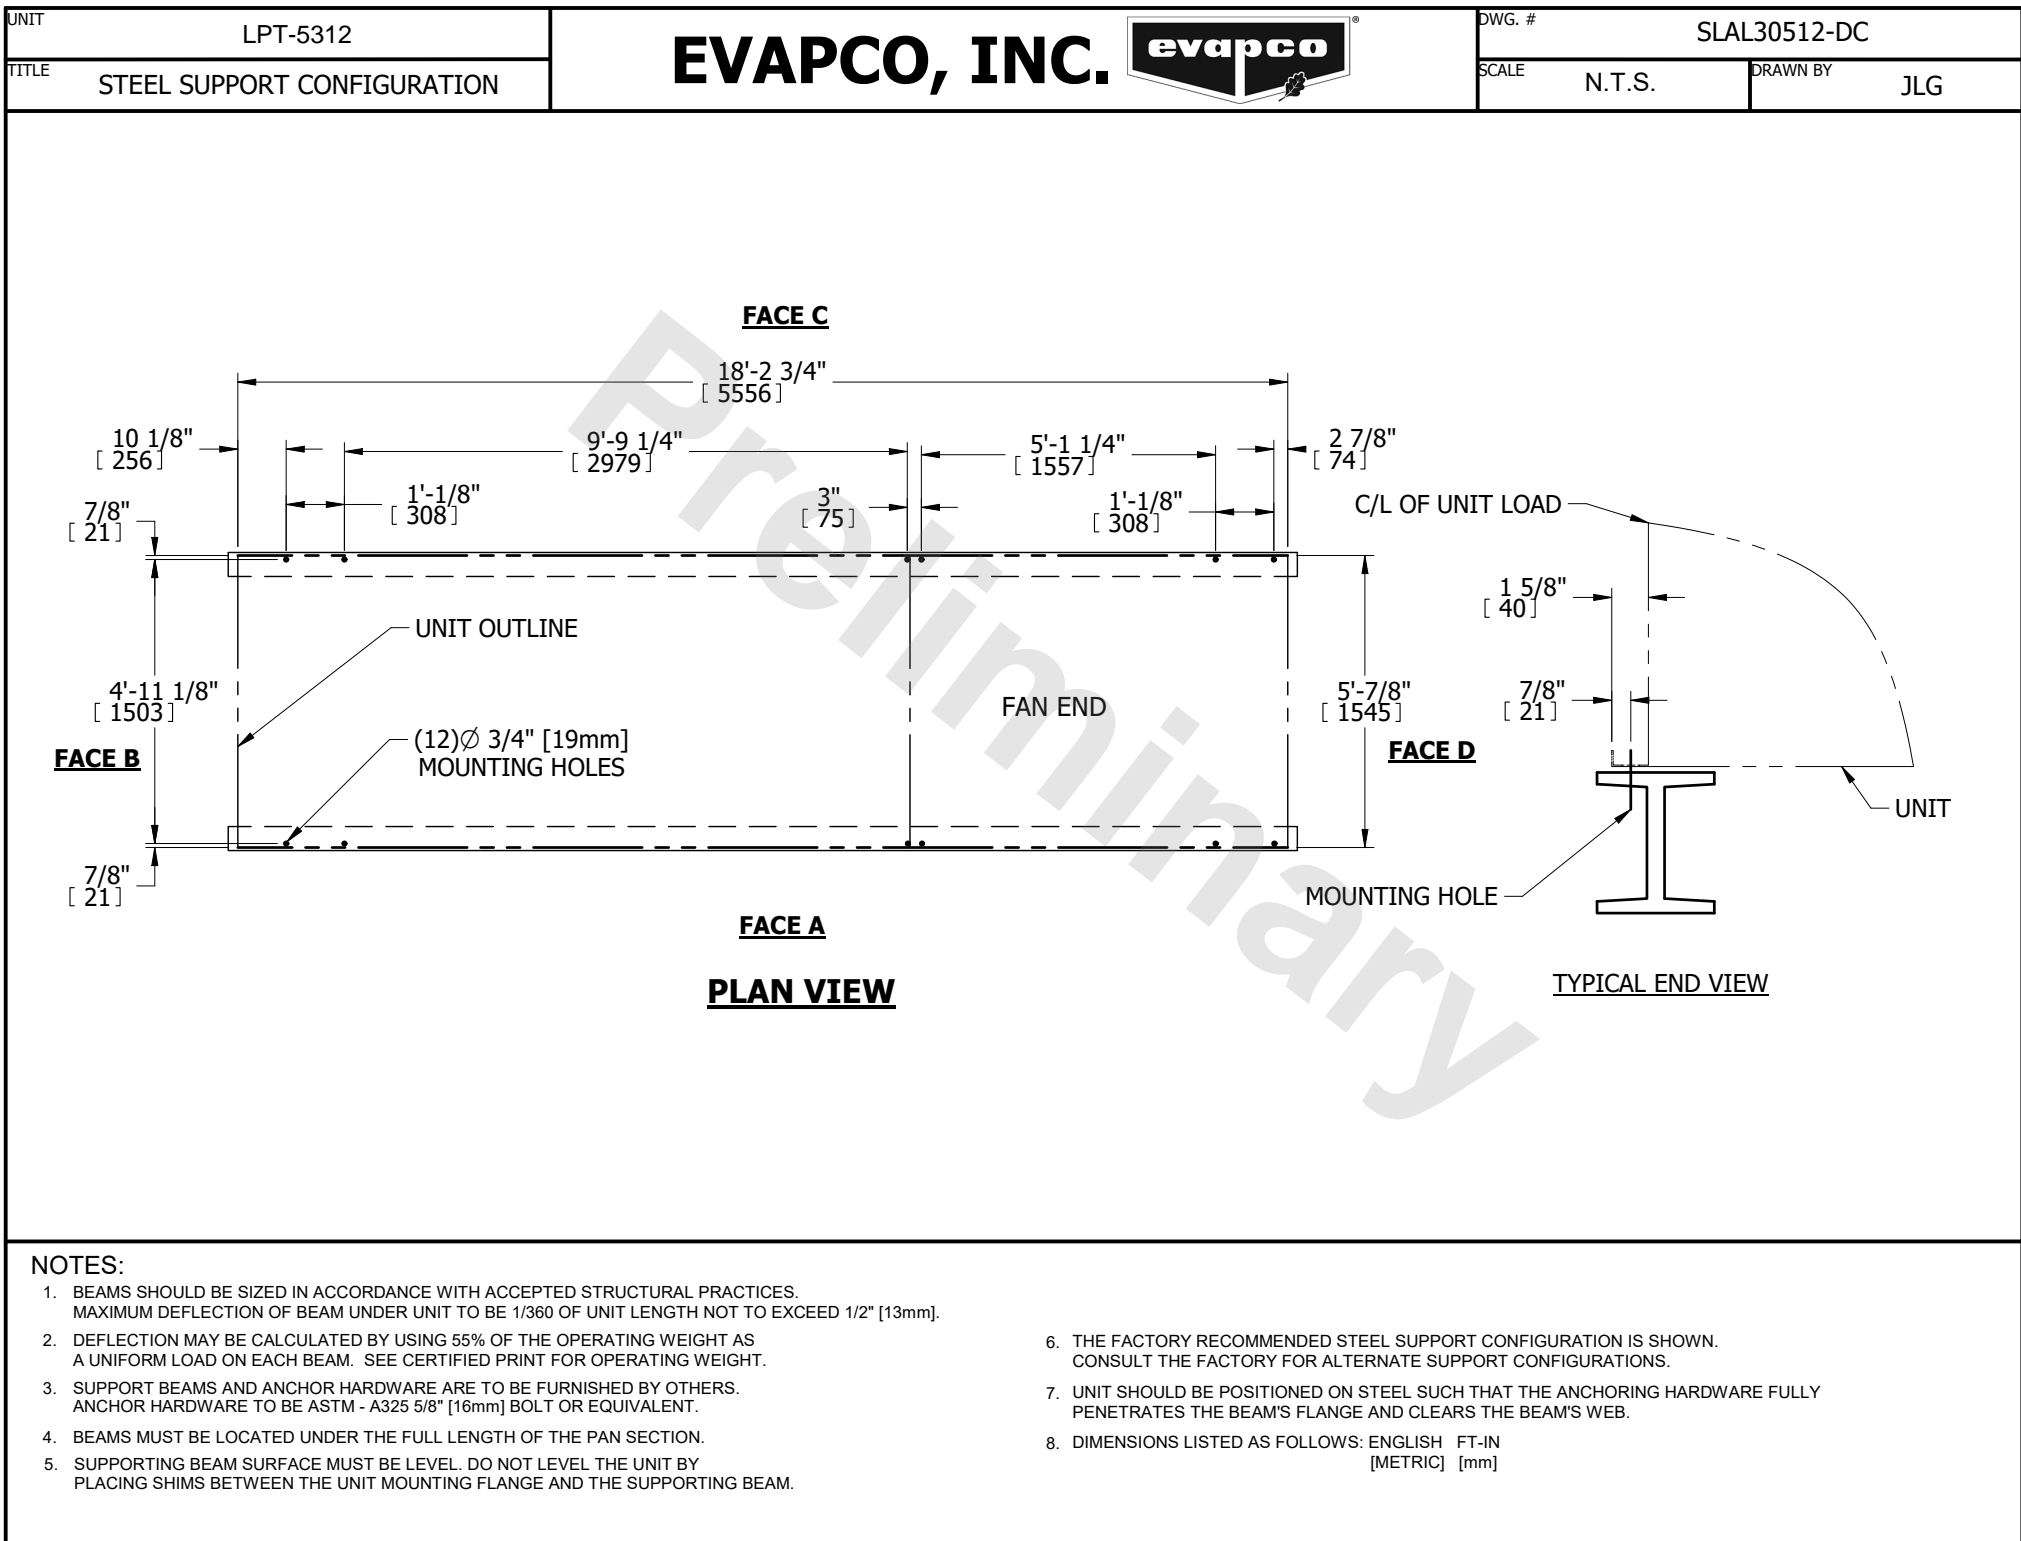 UNIT
LPT-5312
TITLE
STEEL SUPPORT CONFIGURATION
EVAPCO, INC.
evapco
®
DWG. #
SLAL30512-DC
SCALE
N.T.S.
DRAWN BY
JLG
FACE C
18'-2 3/4"
[ 5556]
10 1/8"
[ 256]
9'-9 1/4"
[ 2979]
5'-1 1/4"
[ 1557]
2 7/8"
[ 74]
7/8"
[ 21]
1'-1/8"
[ 308]
3"
[ 75]
1'-1/8"
[ 308]
C/L OF UNIT LOAD
1 5/8"
[ 40]
UNIT OUTLINE
4'-11 1/8"
[ 1503]
FAN END
5'-7/8"
[ 1545]
7/8"
[ 21]
FACE B
(12)Ø 3/4" [19mm]
MOUNTING HOLES
FACE D
UNIT
7/8"
[ 21]
MOUNTING HOLE
FACE A
PLAN VIEW
TYPICAL END VIEW
Preliminary
NOTES:
1. BEAMS SHOULD BE SIZED IN ACCORDANCE WITH ACCEPTED STRUCTURAL PRACTICES.
MAXIMUM DEFLECTION OF BEAM UNDER UNIT TO BE 1/360 OF UNIT LENGTH NOT TO EXCEED 1/2" [13mm].
2. DEFLECTION MAY BE CALCULATED BY USING 55% OF THE OPERATING WEIGHT AS
A UNIFORM LOAD ON EACH BEAM. SEE CERTIFIED PRINT FOR OPERATING WEIGHT.
3. SUPPORT BEAMS AND ANCHOR HARDWARE ARE TO BE FURNISHED BY OTHERS.
ANCHOR HARDWARE TO BE ASTM - A325 5/8" [16mm] BOLT OR EQUIVALENT.
4. BEAMS MUST BE LOCATED UNDER THE FULL LENGTH OF THE PAN SECTION.
5. SUPPORTING BEAM SURFACE MUST BE LEVEL. DO NOT LEVEL THE UNIT BY
PLACING SHIMS BETWEEN THE UNIT MOUNTING FLANGE AND THE SUPPORTING BEAM.
6. THE FACTORY RECOMMENDED STEEL SUPPORT CONFIGURATION IS SHOWN.
CONSULT THE FACTORY FOR ALTERNATE SUPPORT CONFIGURATIONS.
7. UNIT SHOULD BE POSITIONED ON STEEL SUCH THAT THE ANCHORING HARDWARE FULLY
PENETRATES THE BEAM'S FLANGE AND CLEARS THE BEAM'S WEB.
8. DIMENSIONS LISTED AS FOLLOWS: ENGLISH FT-IN
[METRIC] [mm]